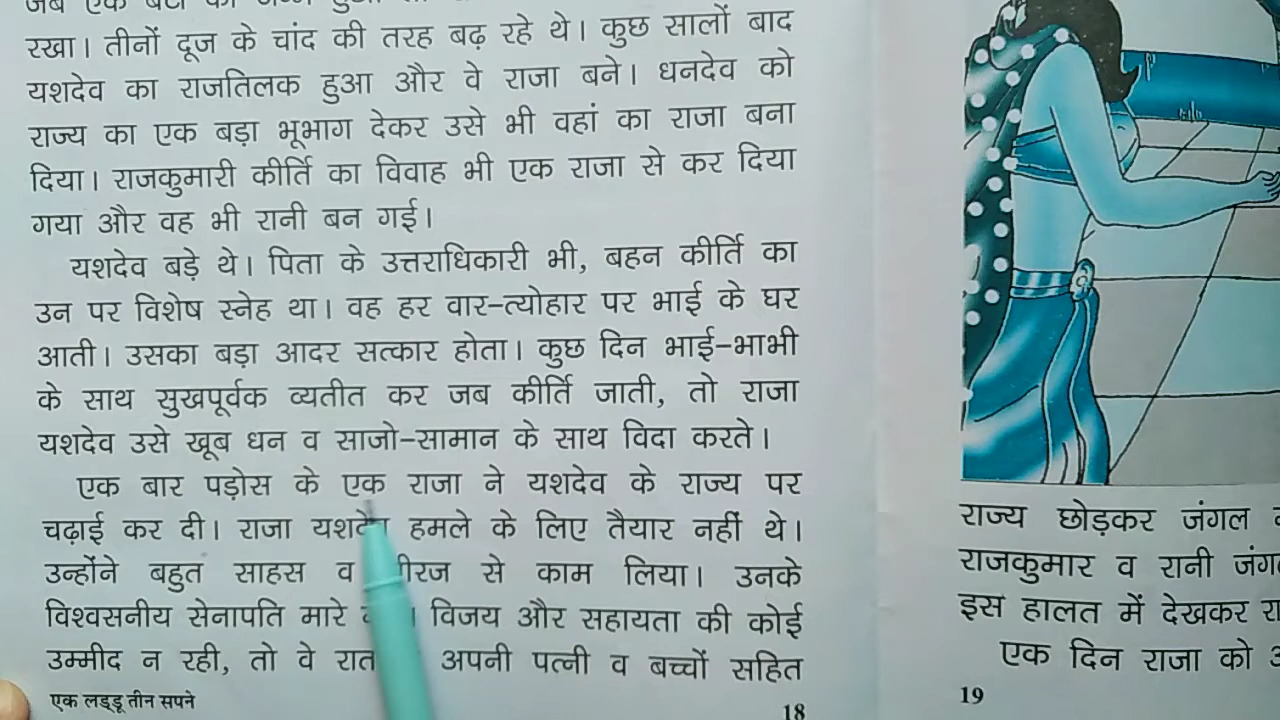 रखा। तीनों दूज के चांद की तरह बढ़ रहे थे। कुछ सालों बाद
यशदेव का राजतिलक हुआ और वे राजा बने। धनदेव को
राज्य का एक बड़ा भूभाग देकर उसे भी वहां का राजा बना
दिया। राजकुमारी कीर्ति का विवाह भी एक राजा से कर दिया
गया और वह भी रानी बन गई।
यशदेव बड़े थे। पिता के उत्तराधिकारी भी, बहन कीर्ति का
उन पर विशेष स्नेह था। वह हर वार-त्योहार पर भाई के घर
आती। उसका बड़ा आदर सत्कार होता। कुछ दिन भाई-भाभी
के साथ सुखपूर्वक व्यतीत कर जब कीर्ति जाती, तो राजा
यशदेव उसे खूब धन व साजो-सामान के साथ विदा करते।
एक बार पड़ोस के एक राजा ने यशदेव के राज्य पर
चढ़ाई कर दी। राजा यशदेव हमले के लिए तैयार नहीं थे।
उन्होंने बहुत साहस व से काम लिया। उनके
विश्वसनीय सेनापति मारे । विजय और सहायता की कोई
उम्मीद न रही, तो वे रात अपनी पत्नी व बच्चों सहित
एक लड्डू तीन सपने
18
राज्य छोड़कर जंगल
राजकुमार व रानी
इस हालत में देखकर
एक दिन राजा को
19